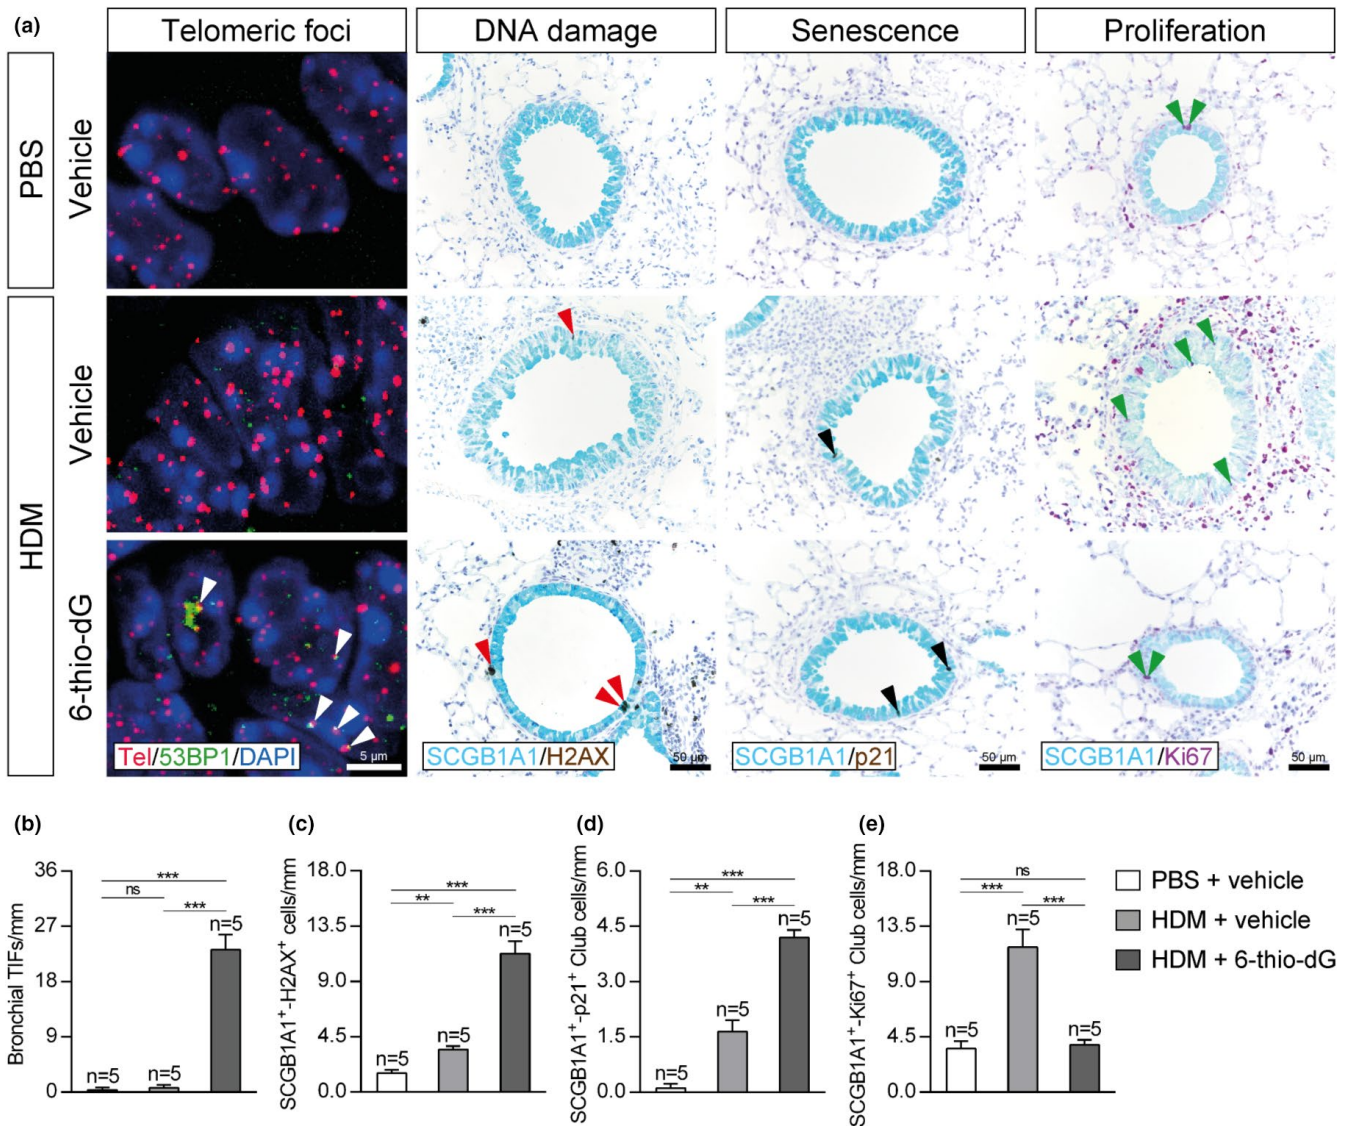 (a)
Telomeric foci
DNA damage
Senescence
Proliferation
PBS
Vehicle
HDM
Vehicle
6-thio-dG
Tel/53BP1/DAPI
5 µm
SCGB1A1/H2AX
50 µm
SCGB1A1/p21
50 µm
SCGB1A1/Ki67
50 µm
(b)
Bronchial TIFs/mm
36
27
18
9
0
***
ns
***
n=5
n=5
n=5
(c)
SCGB1A1⁺-H2AX⁺ cells/mm
18.0
13.5
9.0
4.5
0.0
***
**
***
n=5
n=5
n=5
(d)
SCGB1A1⁺-p21⁺ Club cells/mm
6.0
4.5
3.0
1.5
0.0
***
**
***
n=5
n=5
n=5
(e)
SCGB1A1⁺-Ki67⁺ Club cells/mm
18.0
13.5
9.0
4.5
0.0
ns
***
***
n=5
n=5
n=5
PBS + vehicle
HDM + vehicle
HDM + 6-thio-dG